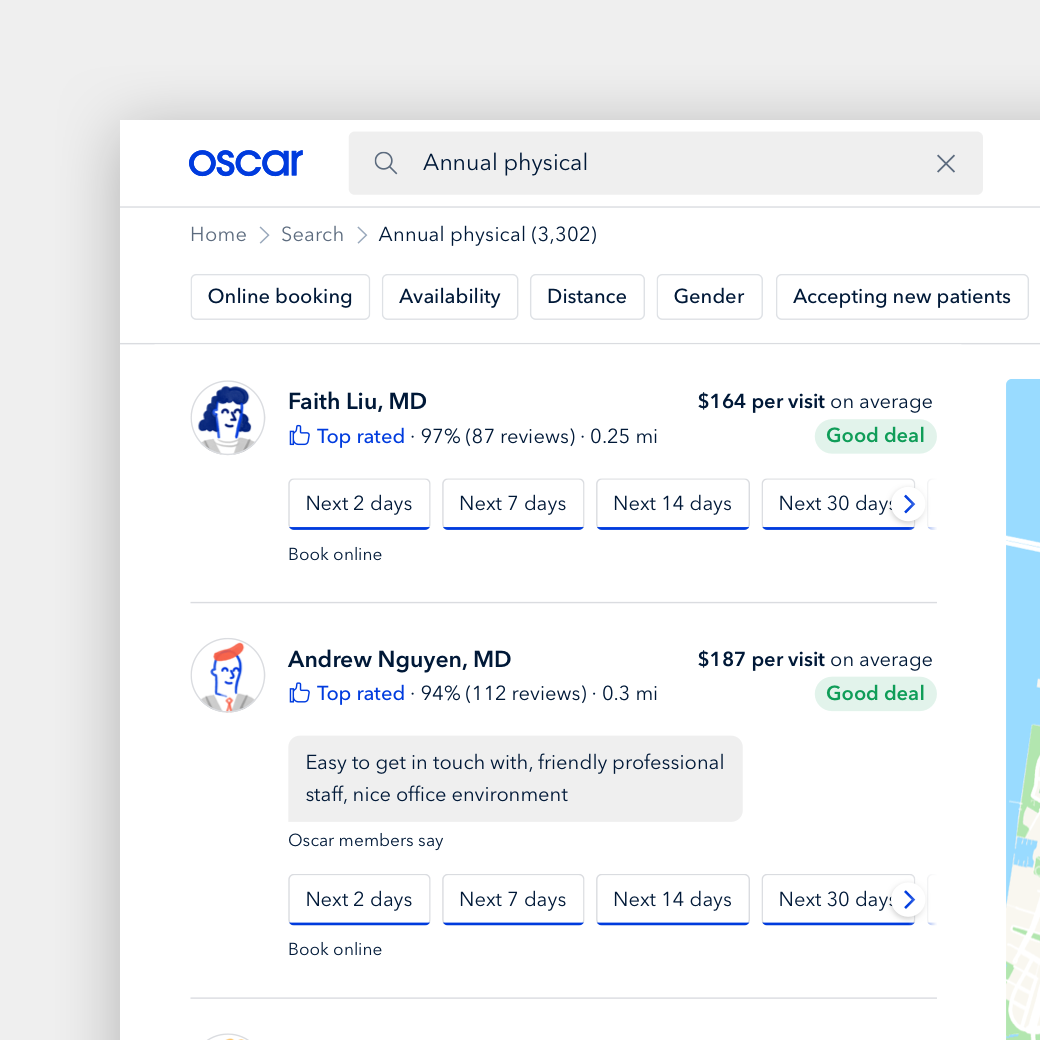 oscar
Annual physical
Home Search Annual physical (3,302)
Online booking Availability Distance Gender Accepting new patients
Faith Liu, MD
$164 per visit on average
Top rated · 97% (87 reviews) · 0.25 mi
Good deal
Next 2 days Next 7 days Next 14 days Next 30 days
Book online
Andrew Nguyen, MD
$187 per visit on average
Top rated · 94% (112 reviews) · 0.3 mi
Good deal
Easy to get in touch with, friendly professional
staff, nice office environment
Oscar members say
Next 2 days Next 7 days Next 14 days Next 30 days
Book online